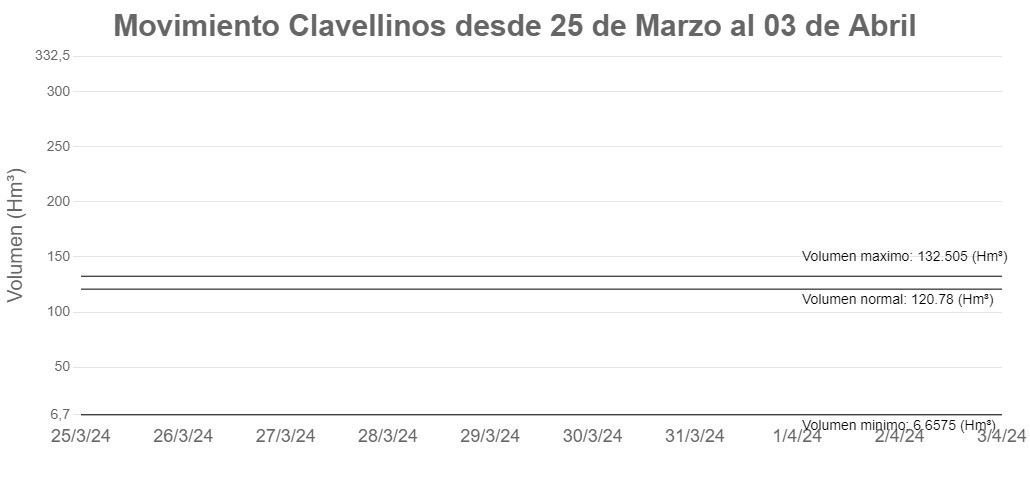 Movimiento Clavellinos desde 25 de Marzo al 03 de Abril
332,5
300
250
200
150
100
50
6,7
Volumen (Hm³)
Volumen maximo: 132.505 (Hm³)
Volumen normal: 120.78 (Hm³)
Volumen minimo: 6.6575 (Hm³)
25/3/24 26/3/24 27/3/24 28/3/24 29/3/24 30/3/24 31/3/24 1/4/24 2/4/24 3/4/24